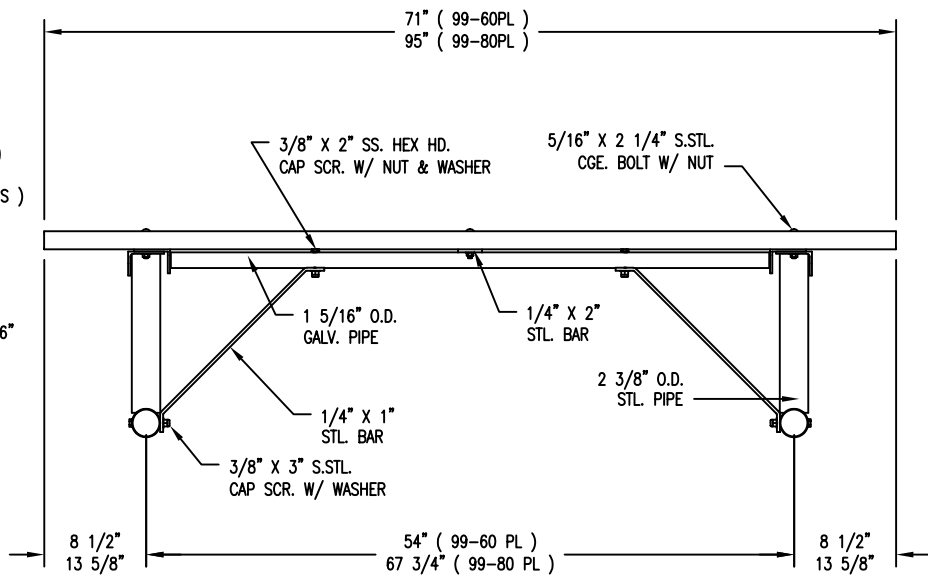 71" ( 99-60PL )
95" ( 99-80PL )
)
S )
6"
3/8" X 2" SS. HEX HD.
CAP SCR. W/ NUT & WASHER
5/16" X 2 1/4" S.STL.
CGE. BOLT W/ NUT
1 5/16" O.D.
GALV. PIPE
1/4" X 2"
STL. BAR
2 3/8" O.D.
STL. PIPE
1/4" X 1"
STL. BAR
3/8" X 3" S.STL.
CAP SCR. W/ WASHER
8 1/2"
13 5/8"
54" ( 99-60 PL )
67 3/4" ( 99-80 PL )
8 1/2"
13 5/8"